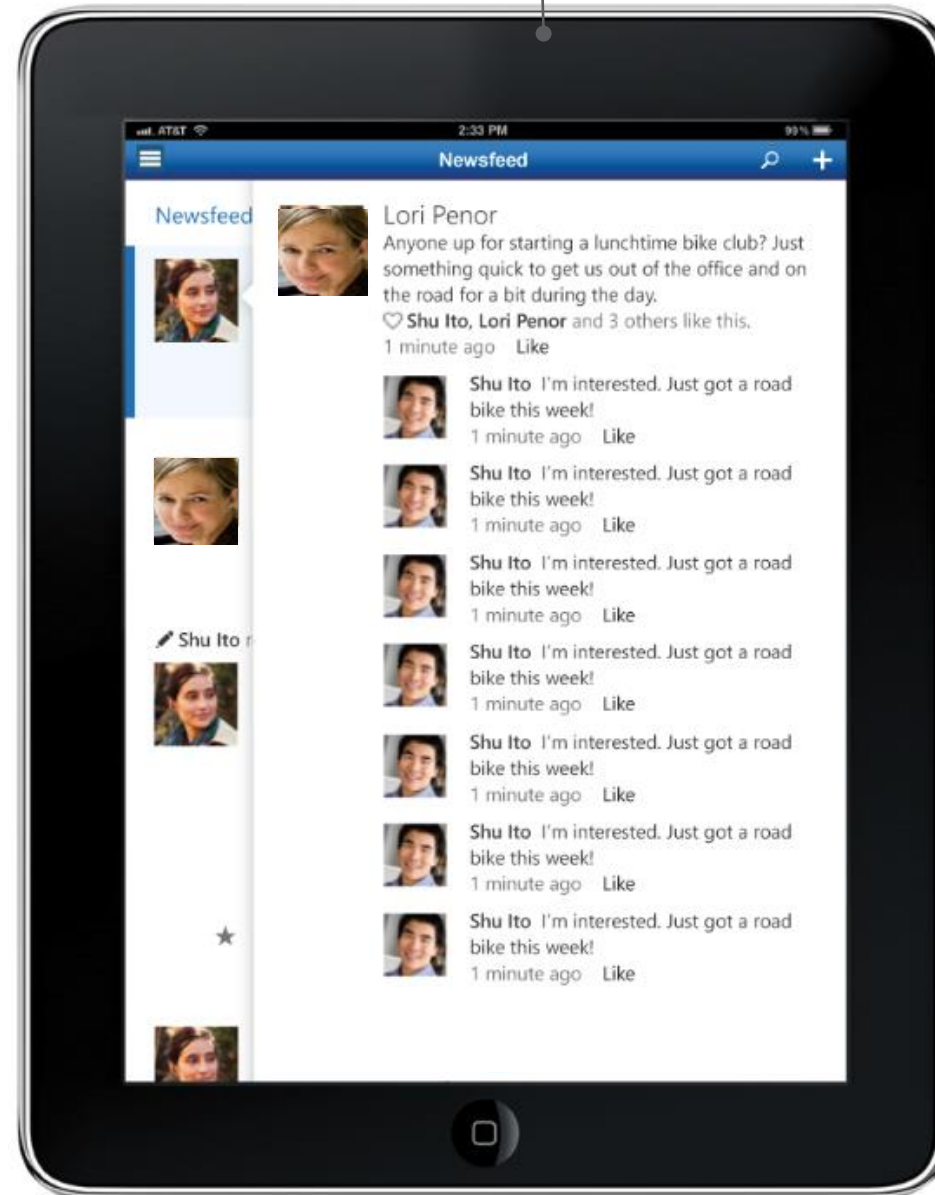 AT&T 2:33 PM 99%
Newsfeed
Newsfeed
Lori Penor
Anyone up for starting a lunchtime bike club? Just
something quick to get us out of the office and on
the road for a bit during the day.
Shu Ito, Lori Penor and 3 others like this.
1 minute ago Like
Shu Ito I'm interested. Just got a road
bike this week!
1 minute ago Like
Shu Ito I'm interested. Just got a road
bike this week!
1 minute ago Like
Shu Ito I'm interested. Just got a road
bike this week!
1 minute ago Like
Shu Ito
Shu Ito I'm interested. Just got a road
bike this week!
1 minute ago Like
Shu Ito I'm interested. Just got a road
bike this week!
1 minute ago Like
Shu Ito I'm interested. Just got a road
bike this week!
1 minute ago Like
Shu Ito I'm interested. Just got a road
bike this week!
1 minute ago Like